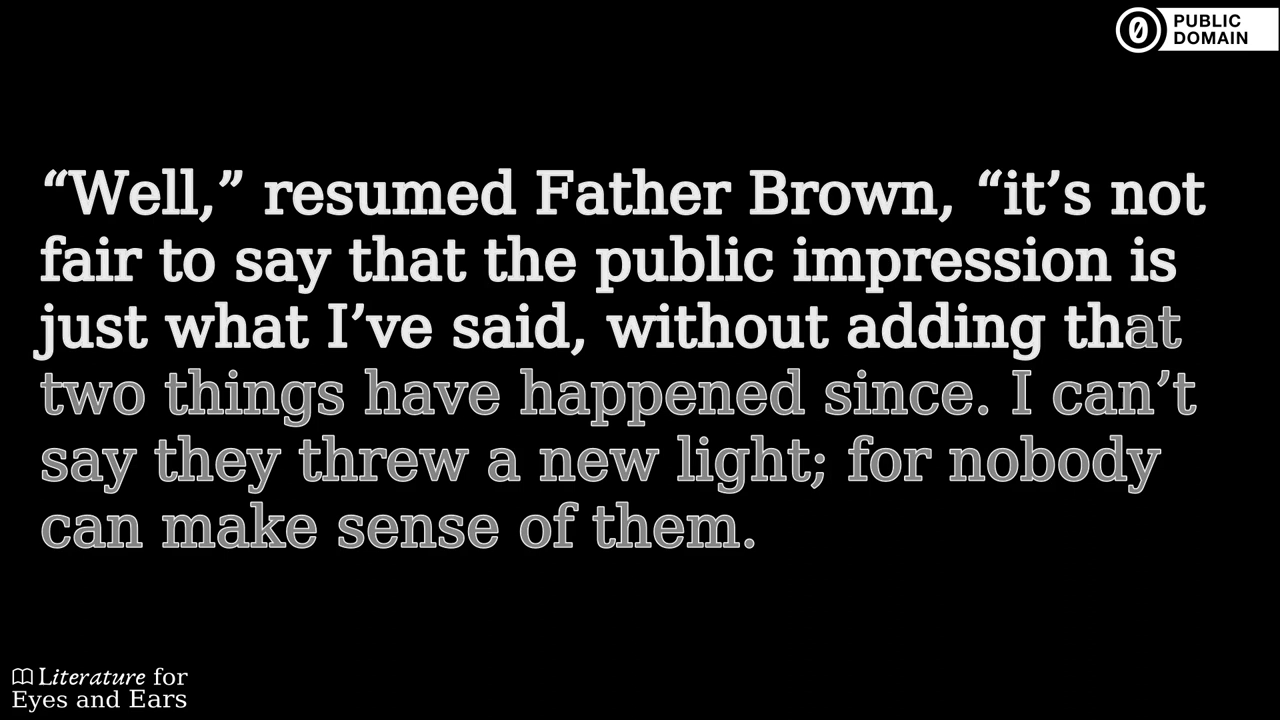 PUBLIC
DOMAIN
“Well,” resumed Father Brown, “it’s not
fair to say that the public impression is
just what I’ve said, without adding that
two things have happened since. I can’t
say they threw a new light; for nobody
can make sense of them.
Literature for
Eyes and Ears